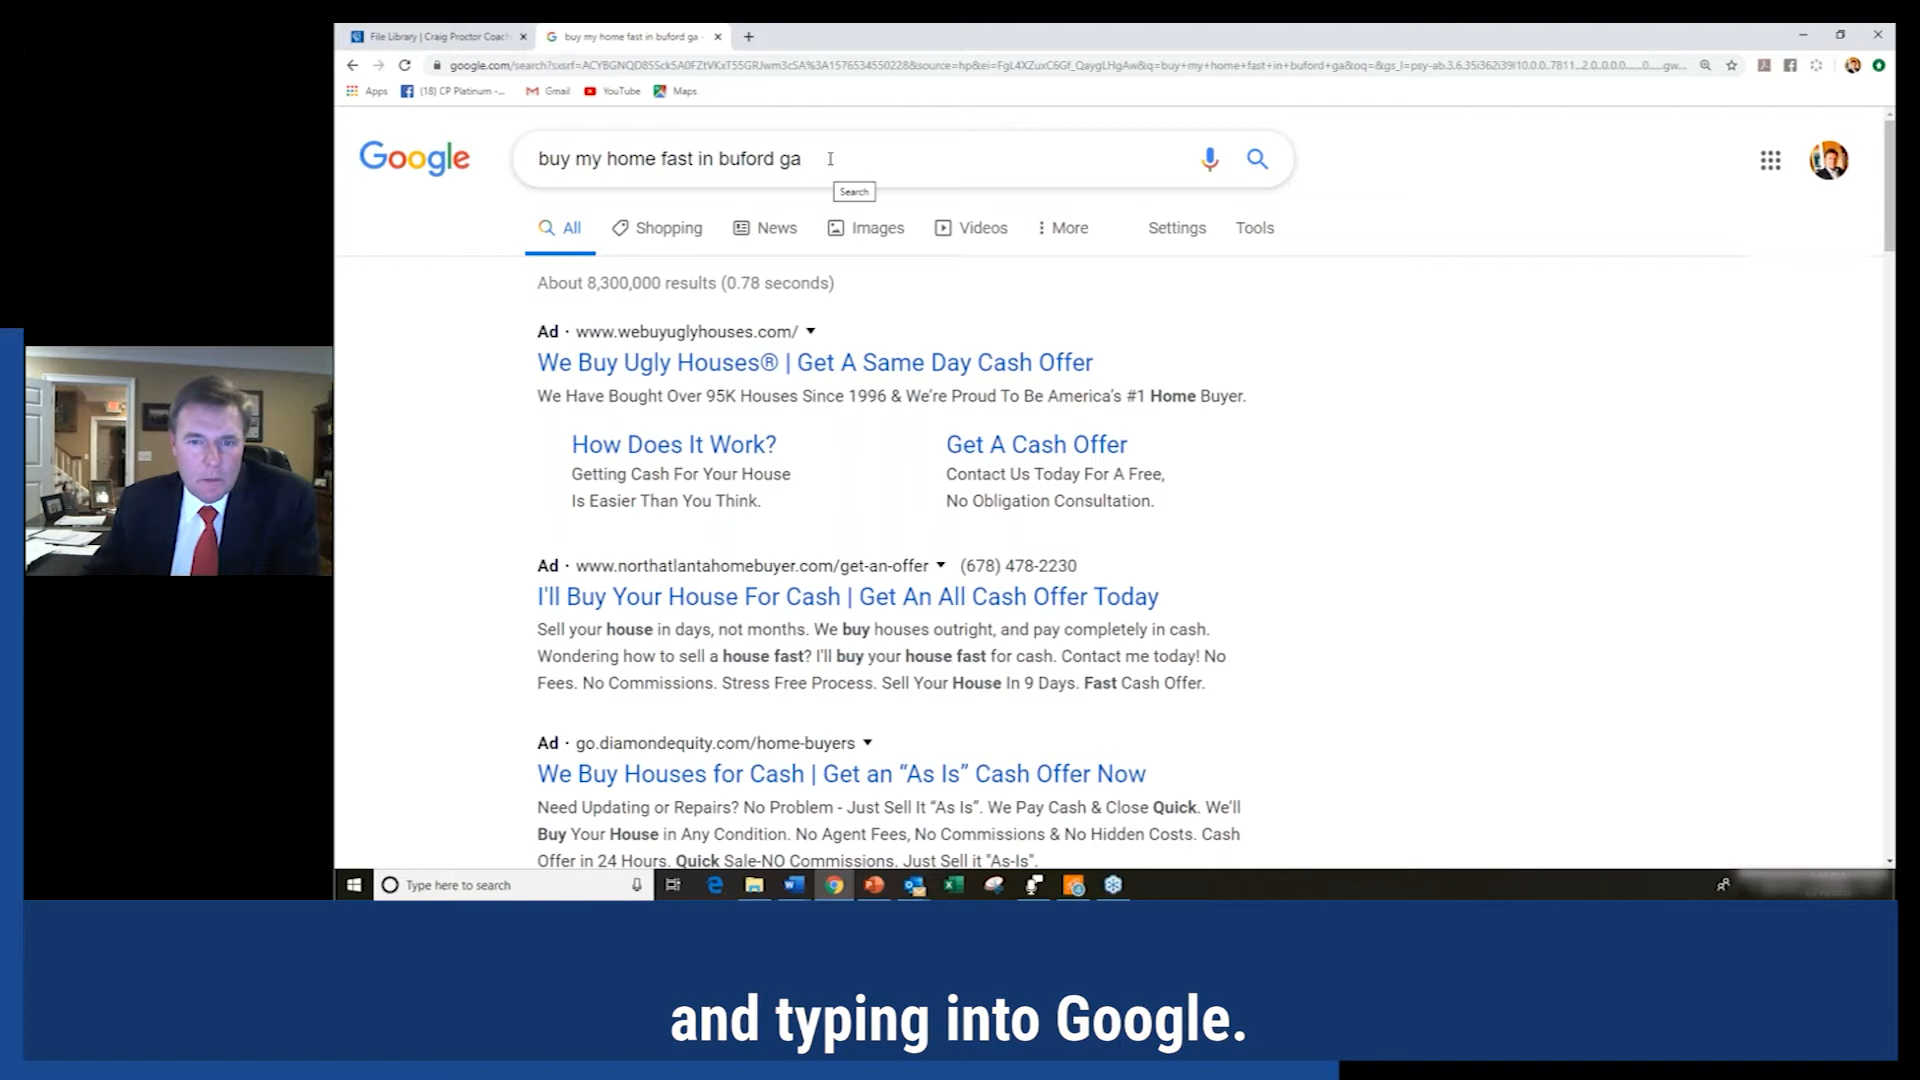 File Library | Craig Proctor Coach
buy my home fast in buford ga -
Apps
(18) CP Platinum -...
Gmail
YouTube
Maps
Google
buy my home fast in buford ga
Search
All
Shopping
News
Images
Videos
More
Settings
Tools
About 8,300,000 results (0.78 seconds)
Ad · www.webuyuglyhouses.com/
We Buy Ugly Houses® | Get A Same Day Cash Offer
We Have Bought Over 95K Houses Since 1996 & We're Proud To Be America's #1 Home Buyer.
How Does It Work?
Getting Cash For Your House
Is Easier Than You Think.
Get A Cash Offer
Contact Us Today For A Free,
No Obligation Consultation.
Ad · www.northatlantahomebuyer.com/get-an-offer (678) 478-2230
I'll Buy Your House For Cash | Get An All Cash Offer Today
Sell your house in days, not months. We buy houses outright, and pay completely in cash.
Wondering how to sell a house fast? I'll buy your house fast for cash. Contact me today! No
Fees. No Commissions. Stress Free Process. Sell Your House In 9 Days. Fast Cash Offer.
Ad · go.diamondequity.com/home-buyers
We Buy Houses for Cash | Get an “As Is” Cash Offer Now
Need Updating or Repairs? No Problem - Just Sell It “As Is”. We Pay Cash & Close Quick. We'll
Buy Your House in Any Condition. No Agent Fees, No Commissions & No Hidden Costs. Cash
Offer in 24 Hours. Quick Sale-NO Commissions. Just Sell it "As-Is".
Type here to search
and typing into Google.